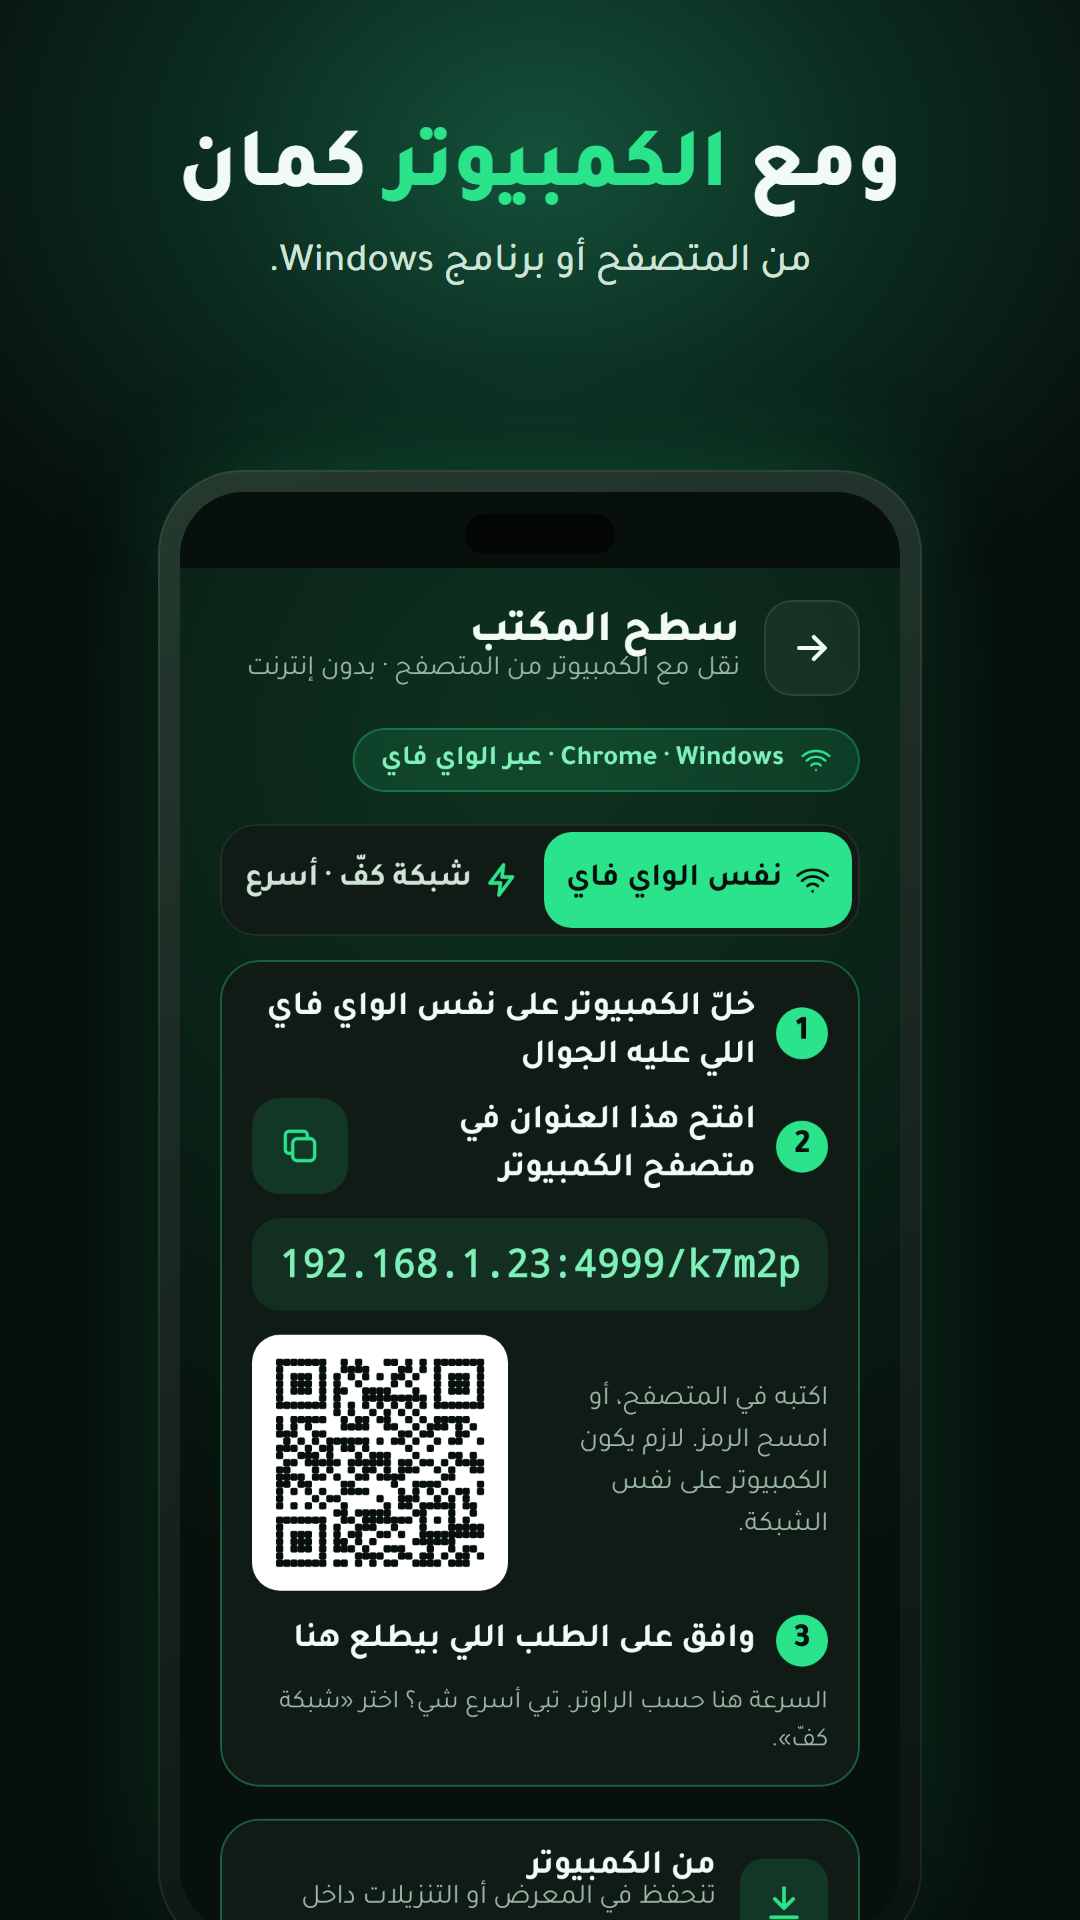 ومع الكمبيوتر كمان
من المتصفح أو برنامج Windows.
سطح المكتب
نقل مع الكمبيوتر من المتصفح · بدون إنترنت
Chrome · Windows · عبر الواي فاي
نفس الواي فاي
شبكة كفّ · أسرع
1
خلّ الكمبيوتر على نفس الواي فاي
اللي عليه الجوال
2
افتح هذا العنوان في
متصفح الكمبيوتر
192.168.1.23:4999/k7m2p
اكتبه في المتصفح، أو
امسح الرمز. لازم يكون
الكمبيوتر على نفس
الشبكة.
3
وافق على الطلب اللي بيطلع هنا
السرعة هنا حسب الراوتر. تبي أسرع شي؟ اختر «شبكة
كفّ».
من الكمبيوتر
تنحفظ في المعرض أو التنزيلات داخل